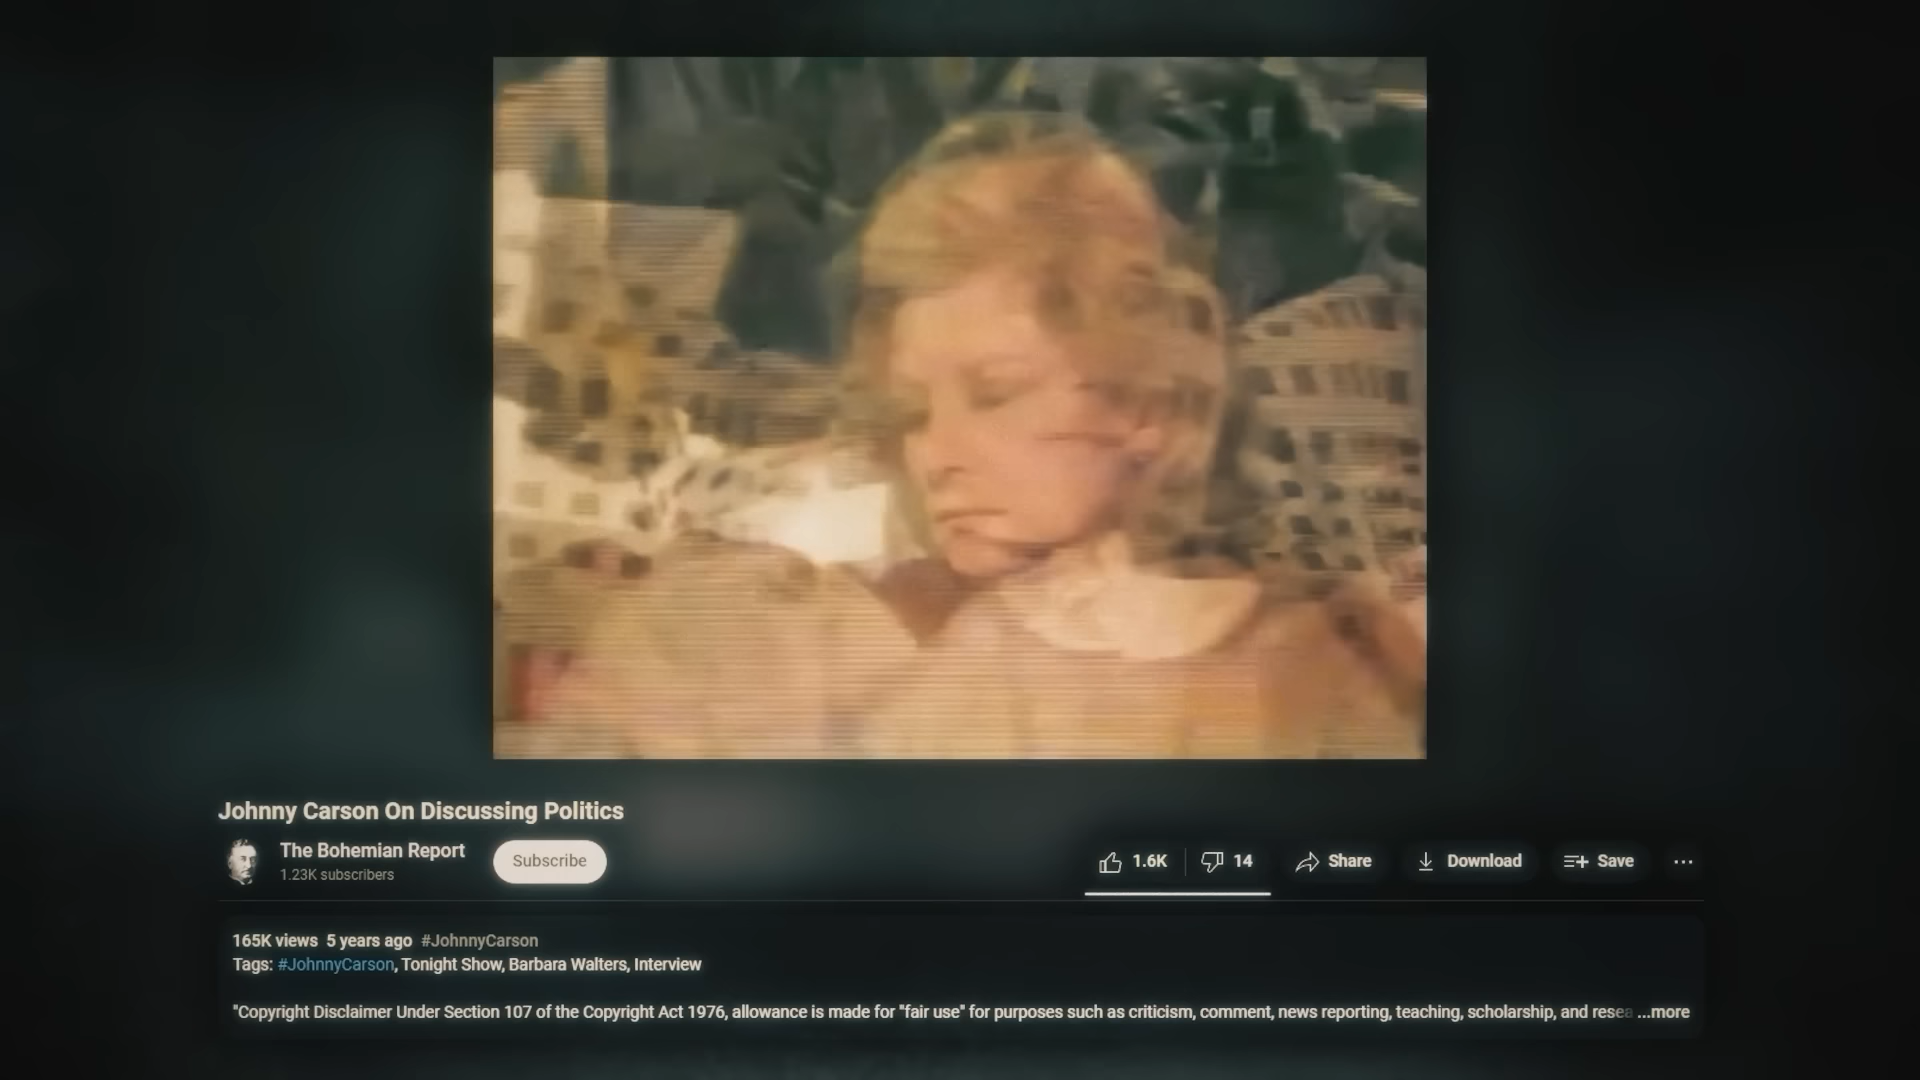 Johnny Carson On Discussing Politics
The Bohemian Report
1.23K subscribers
Subscribe
1.6K
14
Share
Download
Save
165K views 5 years ago #JohnnyCarson
Tags: #JohnnyCarson, Tonight Show, Barbara Walters, Interview
"Copyright Disclaimer Under Section 107 of the Copyright Act 1976, allowance is made for "fair use" for purposes such as criticism, comment, news reporting, teaching, scholarship, and resea ...more